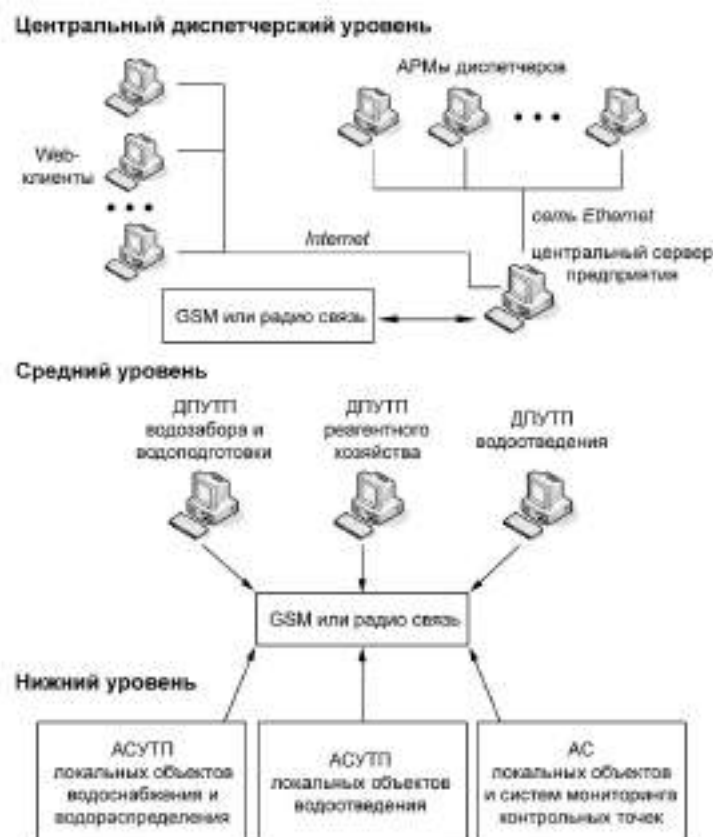 Центральный диспетчерский уровень
АРМы диспетчеров
Web-
клиенты
сеть Ethernet
Internet
центральный сервер
предприятия
GSM или радио связь
Средний уровень
ДПУТП
водозабора и
водоподготовки
ДПУТП
реагентного
хозяйства
ДПУТП
водоотведения
GSM или радио связь
Нижний уровень
АСУТП
локальных объектов
водоснабжения и
водораспределения
АСУТП
локальных объектов
водоотведения
АС
локальных объектов
и систем мониторинга
контрольных точек